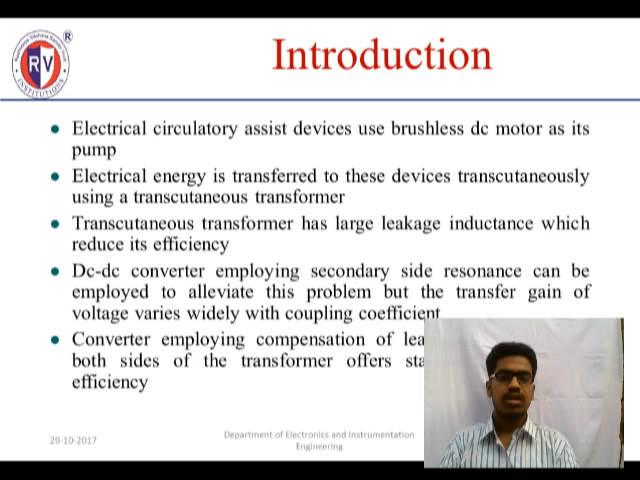 RV
INSTITUTIONS
®
Introduction
Electrical circulatory assist devices use brushless dc motor as its
pump
Electrical energy is transferred to these devices transcutaneously
using a transcutaneous transformer
Transcutaneous transformer has large leakage inductance which
reduce its efficiency
Dc-dc converter employing secondary side resonance can be
employed to alleviate this problem but the transfer gain of
voltage varies widely with coupling coefficient
Converter employing compensation of
both sides of the transformer offers
efficiency
29-10-2017
Department of Electronics and Instrumentation
Engineering